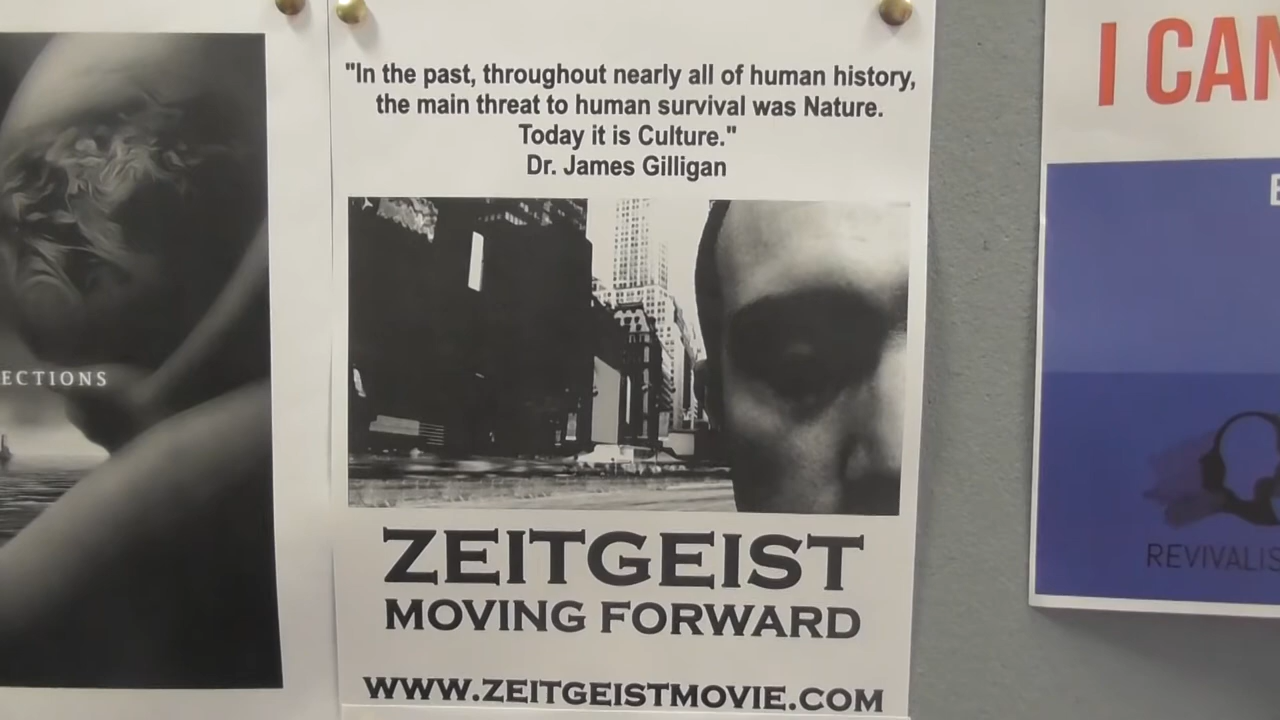 "In the past, throughout nearly all of human history,
the main threat to human survival was Nature.
Today it is Culture."
Dr. James Gilligan
ZEITGEIST
MOVING FORWARD
WWW.ZEITGEISTMOVIE.COM
ECTIONS
I CAN
E
REVIVALIS